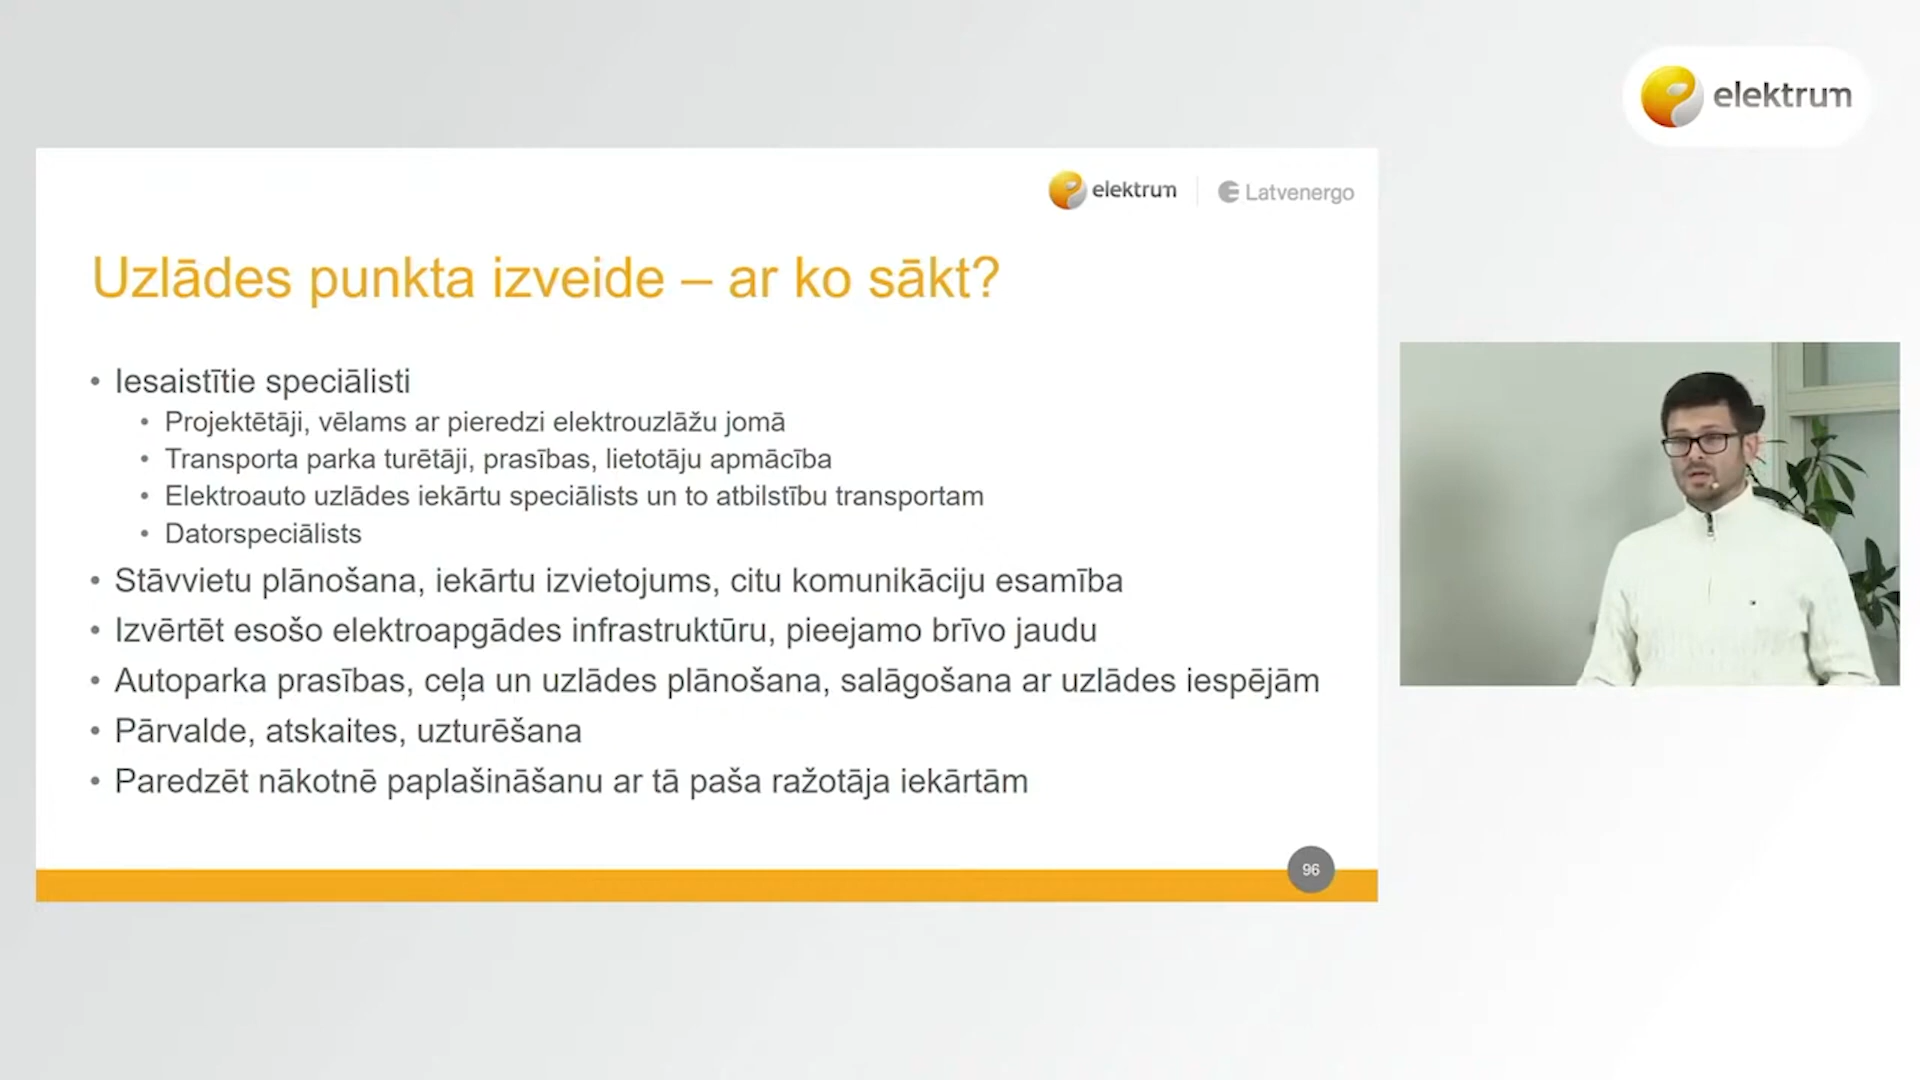 elektrum
elektrum
Latvenergo
Uzlādes punkta izveide – ar ko sākt?
• Iesaistītie speciālisti
• Projektētāji, vēlams ar pieredzi elektrouzlāžu jomā
• Transporta parka turētāji, prasības, lietotāju apmācība
• Elektroauto uzlādes iekārtu speciālists un to atbilstību transportam
• Datorspeciālists
• Stāvvietu plānošana, iekārtu izvietojums, citu komunikāciju esamība
• Izvērtēt esošo elektroapgādes infrastruktūru, pieejamo brīvo jaudu
• Autoparka prasības, ceļa un uzlādes plānošana, salāgošana ar uzlādes iespējām
• Pārvalde, atskaites, uzturēšana
• Paredzēt nākotnē paplašināšanu ar tā paša ražotāja iekārtām
96